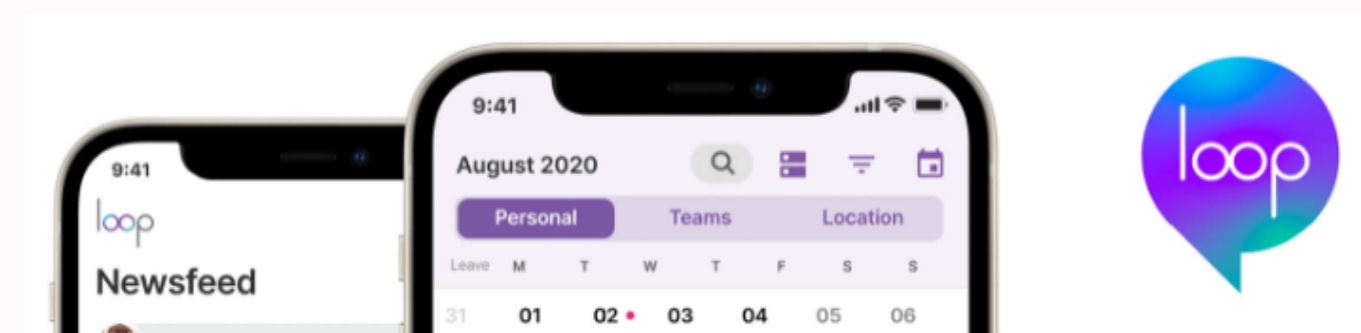 9:41
loop
Newsfeed
9:41
August 2020
Personal Teams Location
Leave M T W T F S S
31 01 02 03 04 05 06
loop